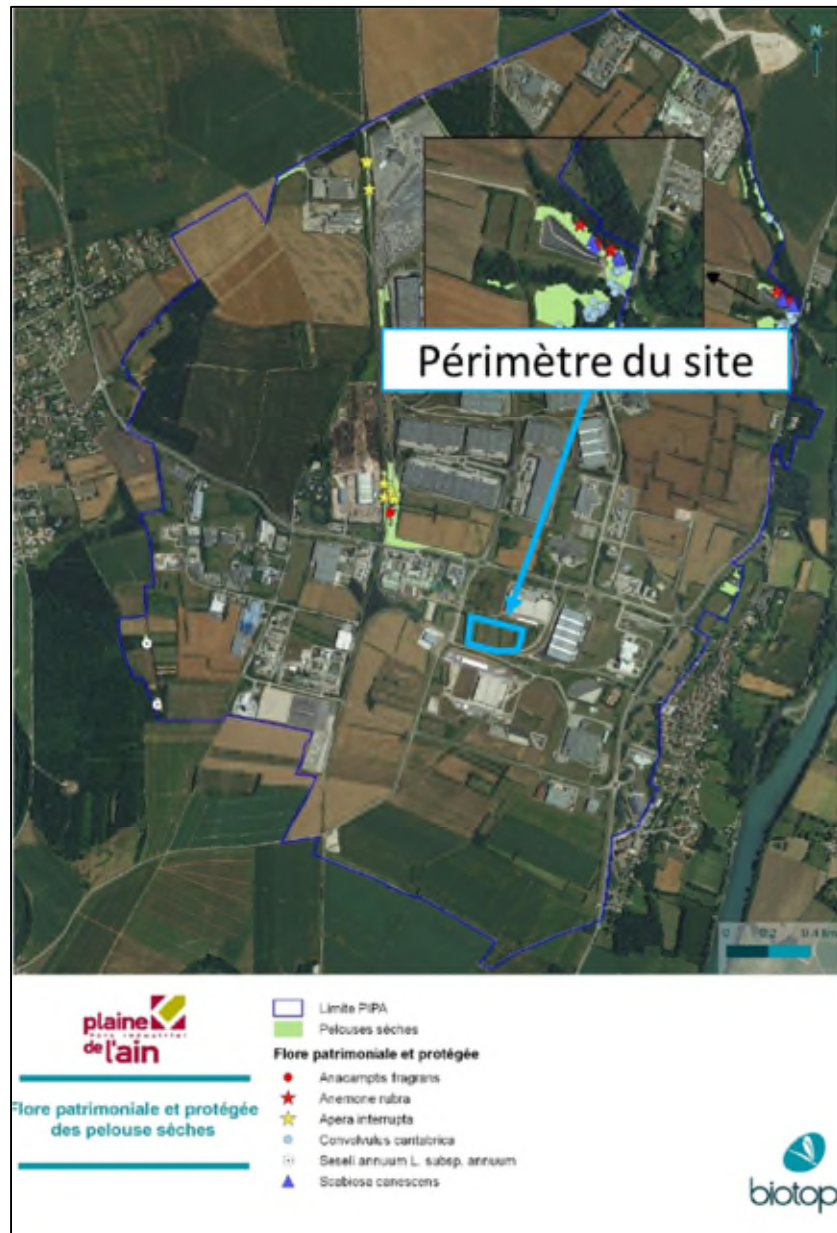 N
Périmètre du site
0 0.2 0.4 km
plaine
Parc industriel
de l'ain
Flore patrimoniale et protégée
des pelouse sèches
Limite PIPA
Pelouses sèches
Flore patrimoniale et protégée
Anacamptis fragrans
Anemone rubra
Apera interrupta
Convolvulus cantabrica
Seseli annuum L. subsp. annuum
Scabiosa canescens
biotop